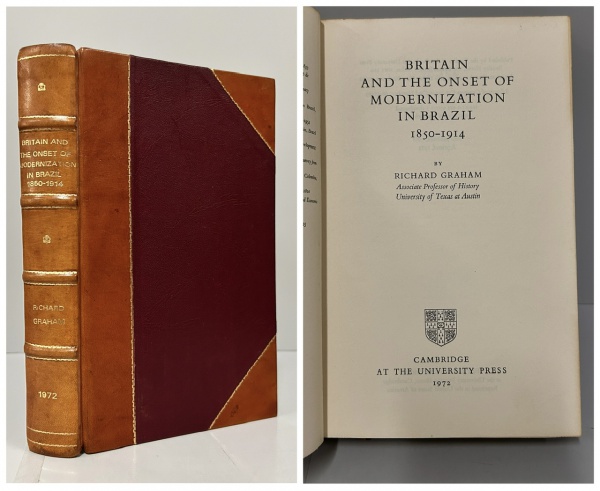 BRITAIN AND
THE ONSET OF
MODERNIZATION
IN BRAZIL
1850-1914
RICHARD
GRAHAM
1972
BRITAIN
AND THE ONSET OF
MODERNIZATION
IN BRAZIL
1850-1914
BY
RICHARD GRAHAM
Associate Professor of History
University of Texas at Austin
CAMBRIDGE
AT THE UNIVERSITY PRESS
1972